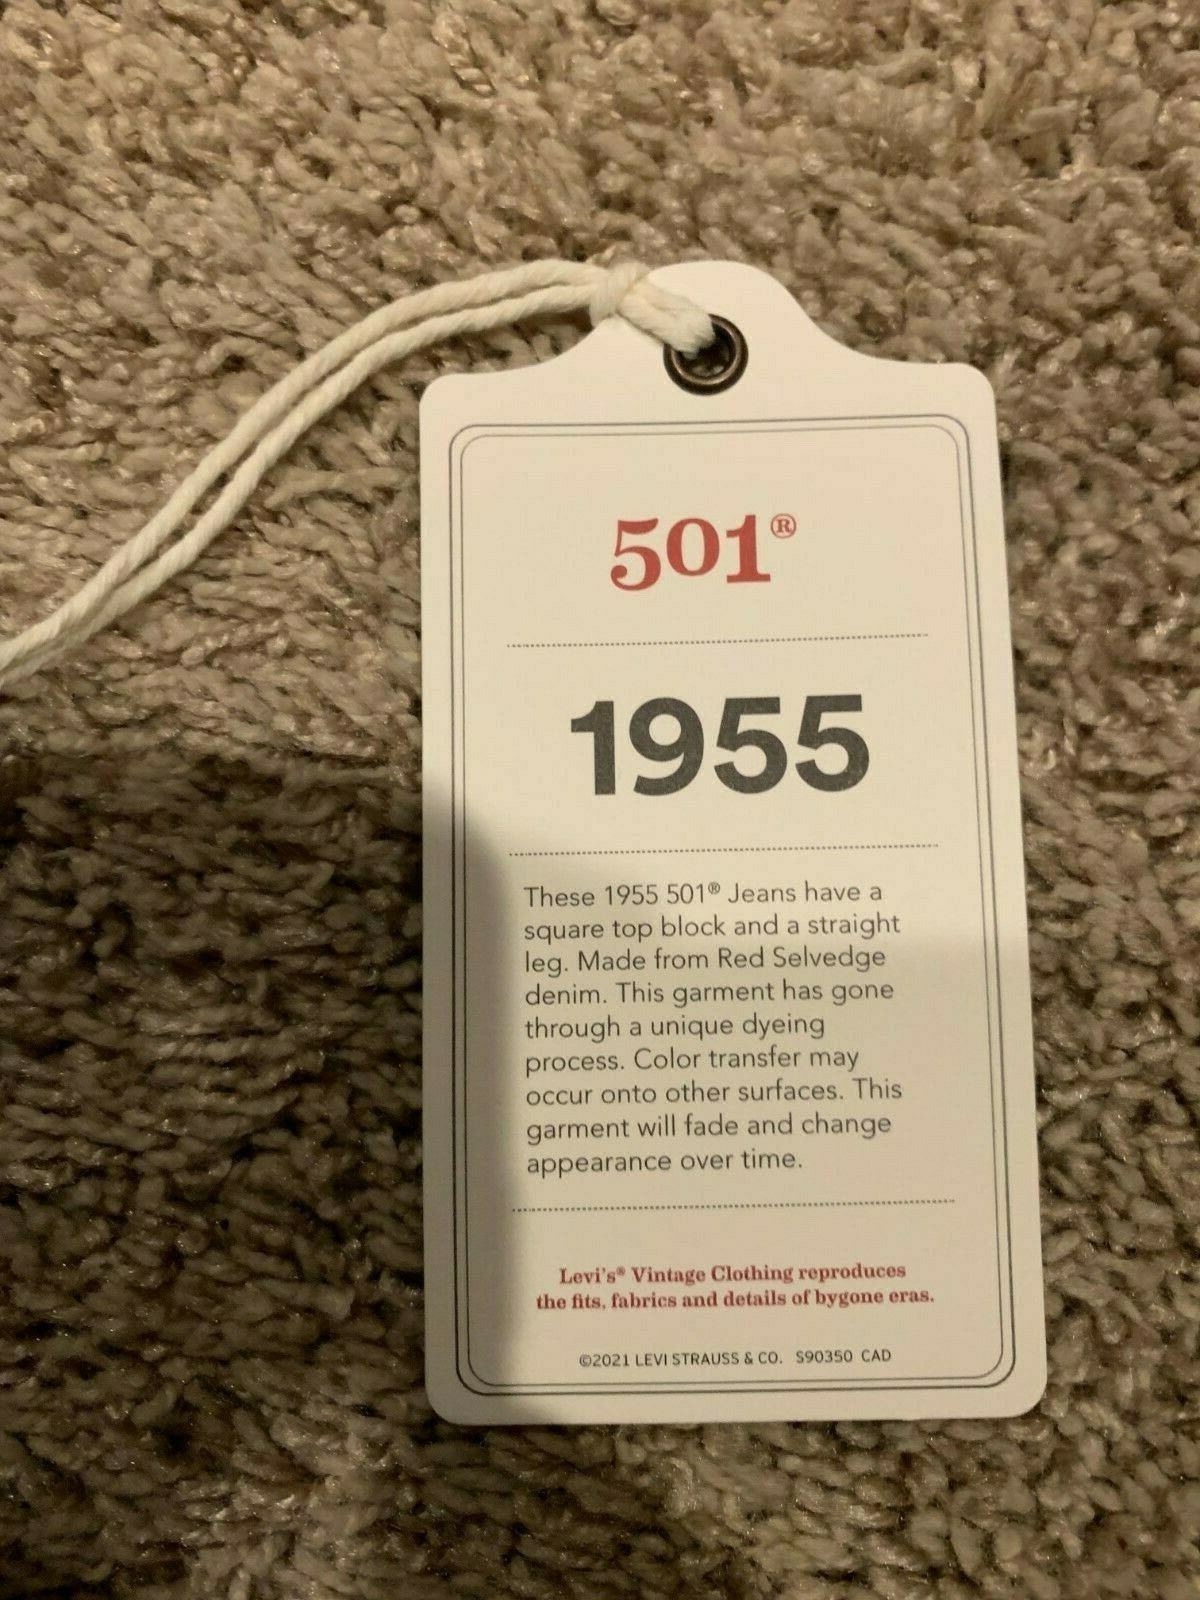 501®
1955
These 1955 501® Jeans have a
square top block and a straight
leg. Made from Red Selvedge
denim. This garment has gone
through a unique dyeing
process. Color transfer may
occur onto other surfaces. This
garment will fade and change
appearance over time.
Levi's® Vintage Clothing reproduces
the fits, fabrics and details of bygone eras.
©2021 LEVI STRAUSS & CO. S90350 CAD